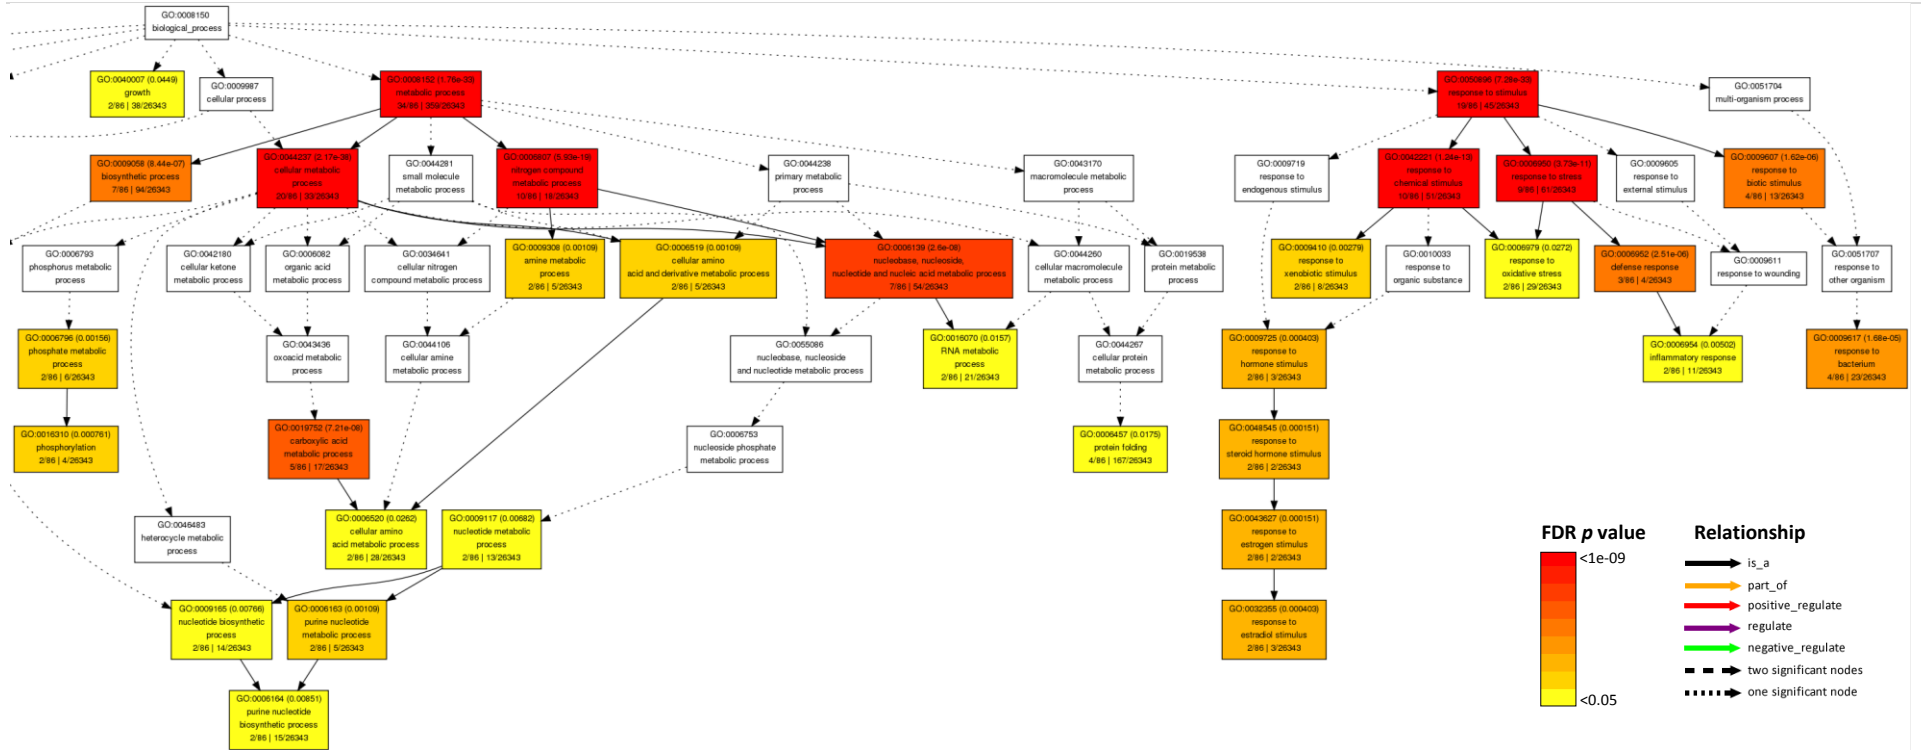 GO:0008150
biological_process
GO:0040007 (0.0449)
growth
2/86 | 38/26343
GO:0009987
cellular process
GO:0008152 (1.76e-33)
metabolic process
34/86 | 359/26343
GO:0050896 (7.28e-33)
response to stimulus
19/86 | 45/26343
GO:0051704
multi-organism process
GO:0009058 (8.44e-07)
biosynthetic process
7/86 | 94/26343
GO:0044237 (2.17e-38)
cellular metabolic
process
20/86 | 33/26343
GO:0044281
small molecule
metabolic process
GO:0006807 (5.93e-19)
nitrogen compound
metabolic process
10/86 | 19/26343
GO:0044238
primary metabolic
process
GO:0043170
macromolecule metabolic
process
GO:0009719
response to
endogenous stimulus
GO:0042221 (1.24e-13)
response to
chemical stimulus
10/86 | 51/26343
GO:0006950 (3.73e-11)
response to stress
9/86 | 61/26343
GO:0009605
response to
external stimulus
GO:0009607 (1.62e-06)
response to
biotic stimulus
4/86 | 13/26343
GO:0006793
phosphorus metabolic
process
GO:0042180
cellular ketone
metabolic process
GO:0006082
organic acid
metabolic process
GO:0034641
cellular nitrogen
compound metabolic process
GO:0009308 (0.00109)
amine metabolic
process
2/86 | 5/26343
GO:0006519 (0.00109)
cellular amino
acid and derivative metabolic process
2/86 | 5/26343
GO:0006139 (2.6e-08)
nucleobase, nucleoside,
nucleotide and nucleic acid metabolic process
7/86 | 54/26343
GO:0044260
cellular macromolecule
metabolic process
GO:0019538
protein metabolic
process
GO:0009410 (0.00279)
response to
xenobiotic stimulus
2/86 | 8/26343
GO:0010033
response to
organic substance
GO:0006979 (0.0272)
response to
oxidative stress
2/86 | 29/26343
GO:0006952 (2.51e-06)
defense response
3/86 | 4/26343
GO:0009611
response to wounding
GO:0051707
response to
other organism
GO:0006796 (0.00156)
phosphate metabolic
process
2/86 | 6/26343
GO:0043436
oxoacid metabolic
process
GO:0044106
cellular amine
metabolic process
GO:0055086
nucleobase, nucleoside
and nucleotide metabolic process
GO:0016070 (0.0157)
RNA metabolic
process
2/86 | 21/26343
GO:0044267
cellular protein
metabolic process
GO:0009725 (0.000403)
response to
hormone stimulus
2/86 | 3/26343
GO:0006954 (0.00502)
inflammatory response
2/86 | 11/26343
GO:0009617 (1.68e-05)
response to
bacterium
4/86 | 23/26343
GO:0016310 (0.000761)
phosphorylation
2/86 | 4/26343
GO:0019752 (7.21e-08)
carboxylic acid
metabolic process
5/86 | 17/26343
GO:0006753
nucleoside phosphate
metabolic process
GO:0006457 (0.0175)
protein folding
4/86 | 167/26343
GO:0048545 (0.000151)
response to
steroid hormone stimulus
2/86 | 2/26343
GO:0046483
heterocycle metabolic
process
GO:0006520 (0.0262)
cellular amino
acid metabolic process
2/86 | 28/26343
GO:0009117 (0.00682)
nucleotide metabolic
process
2/86 | 13/26343
GO:0043627 (0.000151)
response to
estrogen stimulus
2/86 | 2/26343
GO:0009165 (0.00766)
nucleotide biosynthetic
process
2/86 | 14/26343
GO:0006163 (0.00109)
purine nucleotide
metabolic process
2/86 | 5/26343
GO:0032355 (0.000403)
response to
estradiol stimulus
2/86 | 3/26343
GO:0006164 (0.00851)
purine nucleotide
biosynthetic process
2/86 | 15/26343
FDR p value
<1e-09
<0.05
Relationship
is_a
part_of
positive_regulate
regulate
negative_regulate
two significant nodes
one significant node